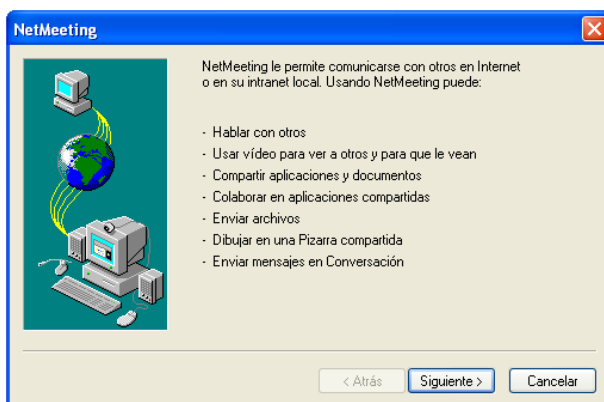 NetMeeting
NetMeeting le permite comunicarse con otros en Internet
o en su intranet local. Usando NetMeeting puede:
- Hablar con otros
- Usar vídeo para ver a otros y para que le vean
- Compartir aplicaciones y documentos
- Colaborar en aplicaciones compartidas
- Enviar archivos
- Dibujar en una Pizarra compartida
- Enviar mensajes en Conversación
< Atrás
Siguiente >
Cancelar